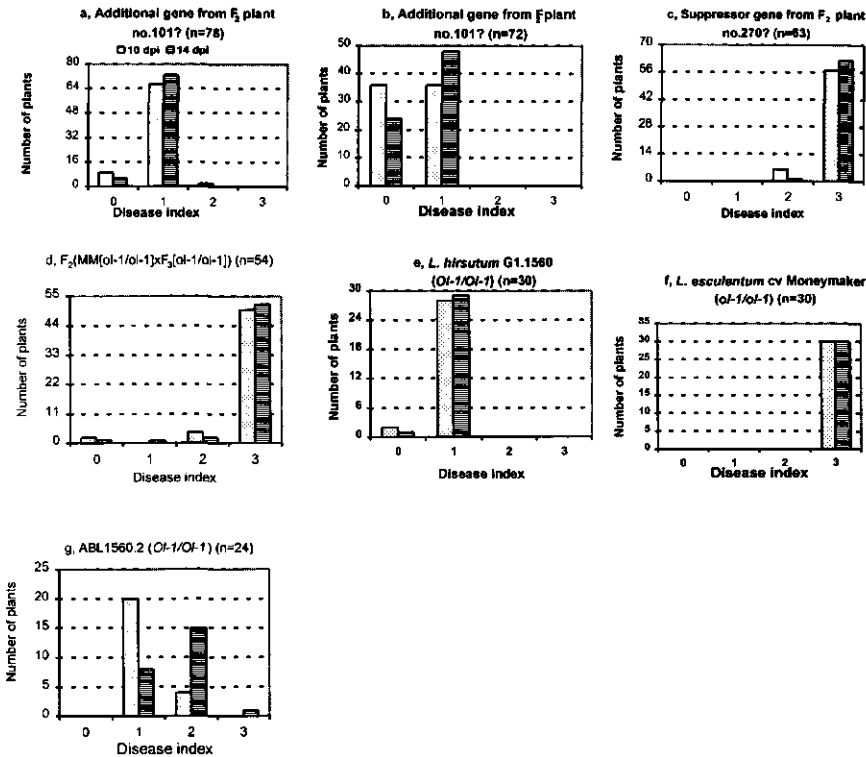 a, Additional gene from F2 plant
no.101? (n=78)
10 dpi 14 dpi
Number of plants
80
64
48
32
16
0
0 1 2 3
Disease index
b, Additional gene from F plant
no.101? (n=72)
Number of plants
50
40
30
20
10
0
0 1 2 3
Disease index
c, Suppressor gene from F2 plant
no.270? (n=63)
Number of plants
70
56
42
28
14
0
0 1 2 3
Disease index
d, F2(MM[ol-1/ol-1]xF3[ol-1/ol-1]) (n=54)
Number of plants
55
44
33
22
11
0
0 1 2 3
Disease index
e, L. hirsutum G1.1560
(Ol-1/Ol-1) (n=30)
Number of plants
30
24
18
12
6
0
0 1 2 3
Disease index
f, L. esculentum cv Moneymaker
(ol-1/ol-1) (n=30)
Number of plants
35
30
25
20
15
10
5
0
0 1 2 3
Disease index
g, ABL1560.2 (Ol-1/Ol-1) (n=24)
Number of plants
25
20
15
10
5
0
0 1 2 3
Disease index